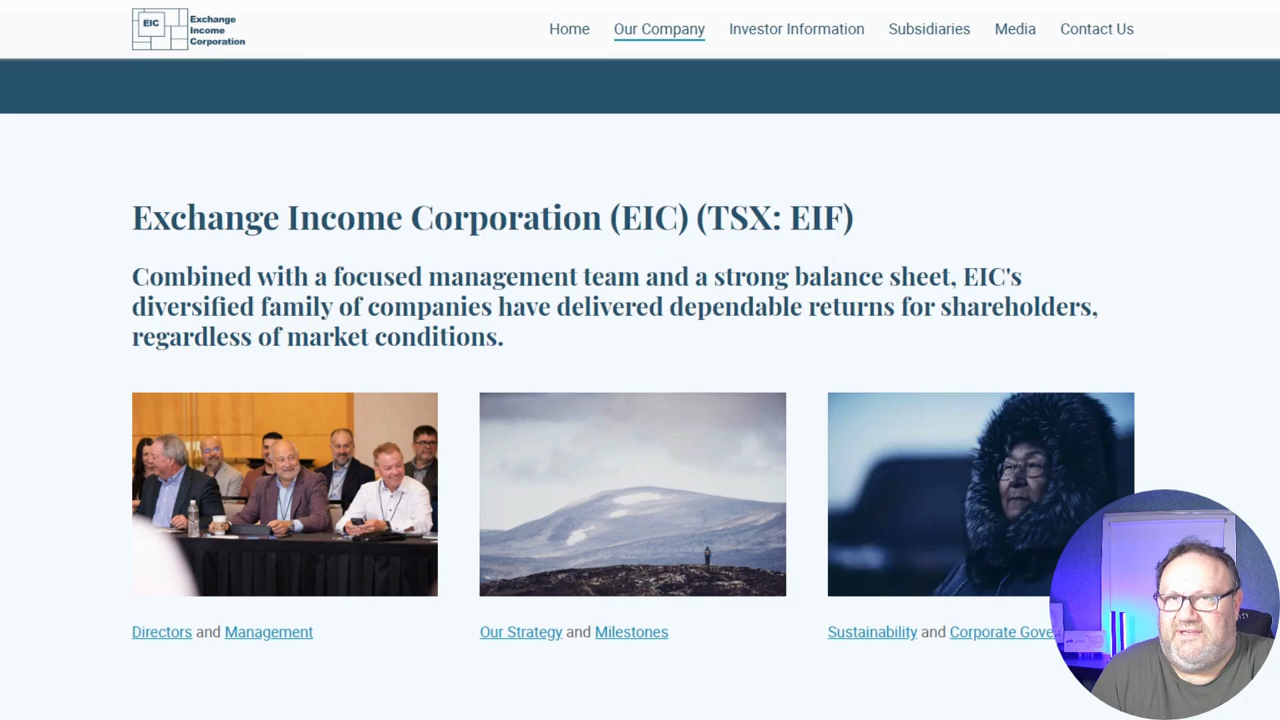 EIC
Exchange
Income
Corporation
Home Our Company Investor Information Subsidiaries Media Contact Us
Exchange Income Corporation (EIC) (TSX: EIF)
Combined with a focused management team and a strong balance sheet, EIC's
diversified family of companies have delivered dependable returns for shareholders,
regardless of market conditions.
Directors and Management
Our Strategy and Milestones
Sustainability and Corporate Gove